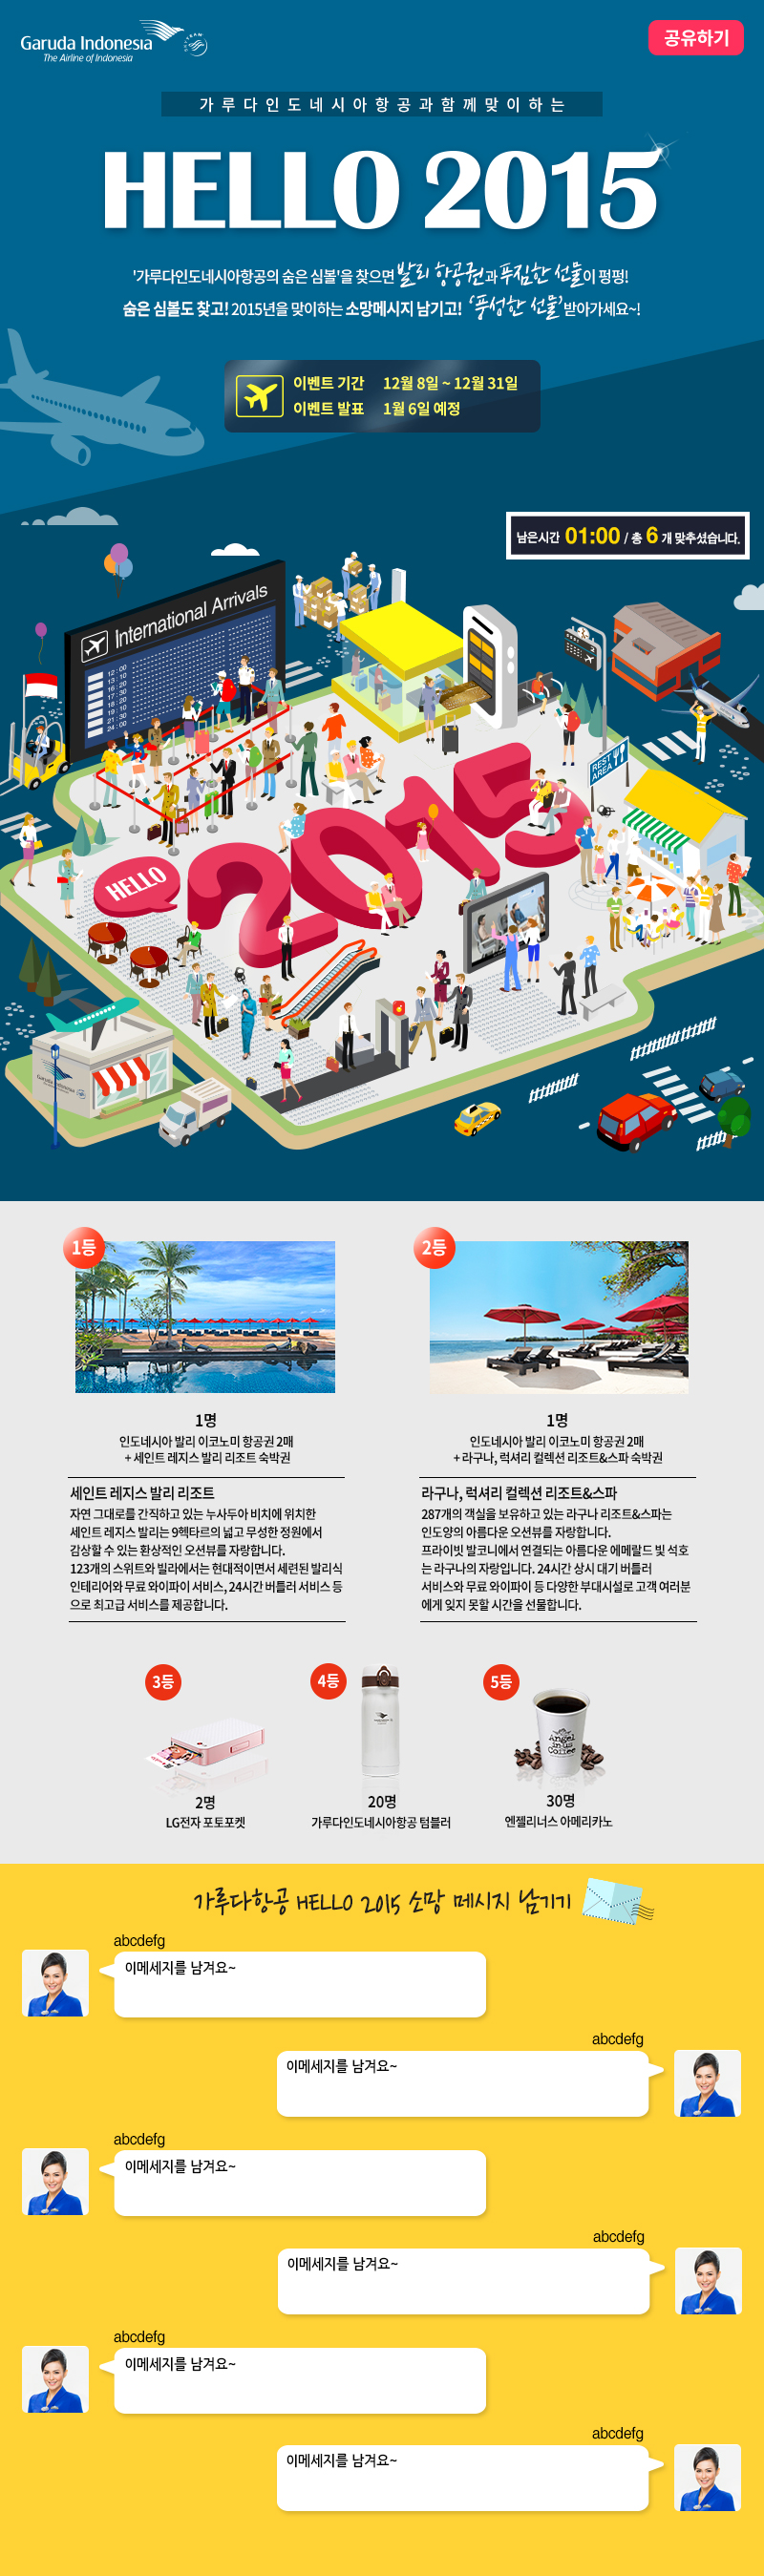 Garuda Indonesia
The Airline of Indonesia
SKYTEAM
공유하기
가루다인도네시아항공과함께맞이하는
HELLO 2015
'가루다인도네시아항공의 숨은 심볼'을 찾으면 발리 항공권과 푸짐한 선물이 펑펑!
숨은 심볼도 찾고! 2015년을 맞이하는 소망메시지 남기고! '풍성한 선물' 받아가세요~!
이벤트 기간 12월 8일 ~ 12월 31일
이벤트 발표 1월 6일 예정
남은시간 01:00 / 총 6 개 맞추셨습니다.
International Arrivals
REST
AREA
2015
HELLO
Garuda Indonesia
1등
2등
1명
인도네시아 발리 이코노미 항공권 2매
+ 세인트 레지스 발리 리조트 숙박권
세인트 레지스 발리 리조트
자연 그대로를 간직하고 있는 누사두아 비치에 위치한
세인트 레지스 발리는 9헥타르의 넓고 무성한 정원에서
감상할 수 있는 환상적인 오션뷰를 자랑합니다.
123개의 스위트와 빌라에서는 현대적이면서 세련된 발리식
인테리어와 무료 와이파이 서비스, 24시간 버틀러 서비스 등
으로 최고급 서비스를 제공합니다.
1명
인도네시아 발리 이코노미 항공권 2매
+ 라구나, 럭셔리 컬렉션 리조트&스파 숙박권
라구나, 럭셔리 컬렉션 리조트&스파
287개의 객실을 보유하고 있는 라구나 리조트&스파는
인도양의 아름다운 오션뷰를 자랑합니다.
프라이빗 발코니에서 연결되는 아름다운 에메랄드 빛 석호
는 라구나의 자랑입니다. 24시간 상시 대기 버틀러
서비스와 무료 와이파이 등 다양한 부대시설로 고객 여러분
에게 잊지 못할 시간을 선물합니다.
3등
4등
5등
Angel
in us
Coffee
2명
LG전자 포토포켓
20명
가루다인도네시아항공 텀블러
30명
엔젤리너스 아메리카노
가루다항공 HELLO 2015 소망 메시지 남기기
abcdefg
이메세지를 남겨요~
abcdefg
이메세지를 남겨요~
abcdefg
이메세지를 남겨요~
abcdefg
이메세지를 남겨요~
abcdefg
이메세지를 남겨요~
abcdefg
이메세지를 남겨요~